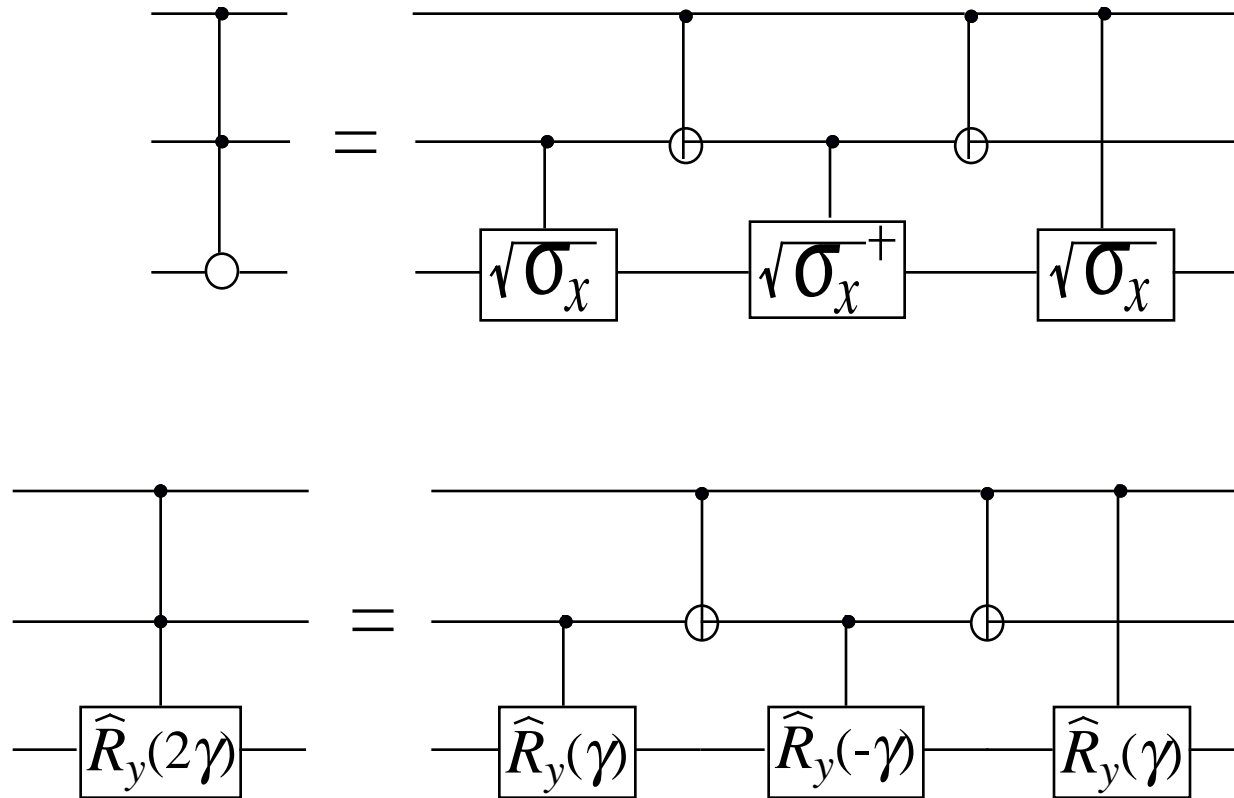 = √σₓ √σₓ⁺ √σₓ
R̂ᵧ(2γ) = R̂ᵧ(γ) R̂ᵧ(-γ) R̂ᵧ(γ)